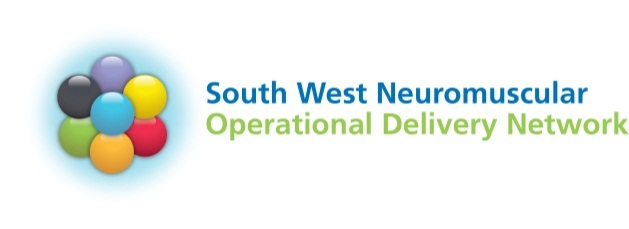 South West Neuromuscular
Operational Delivery Network